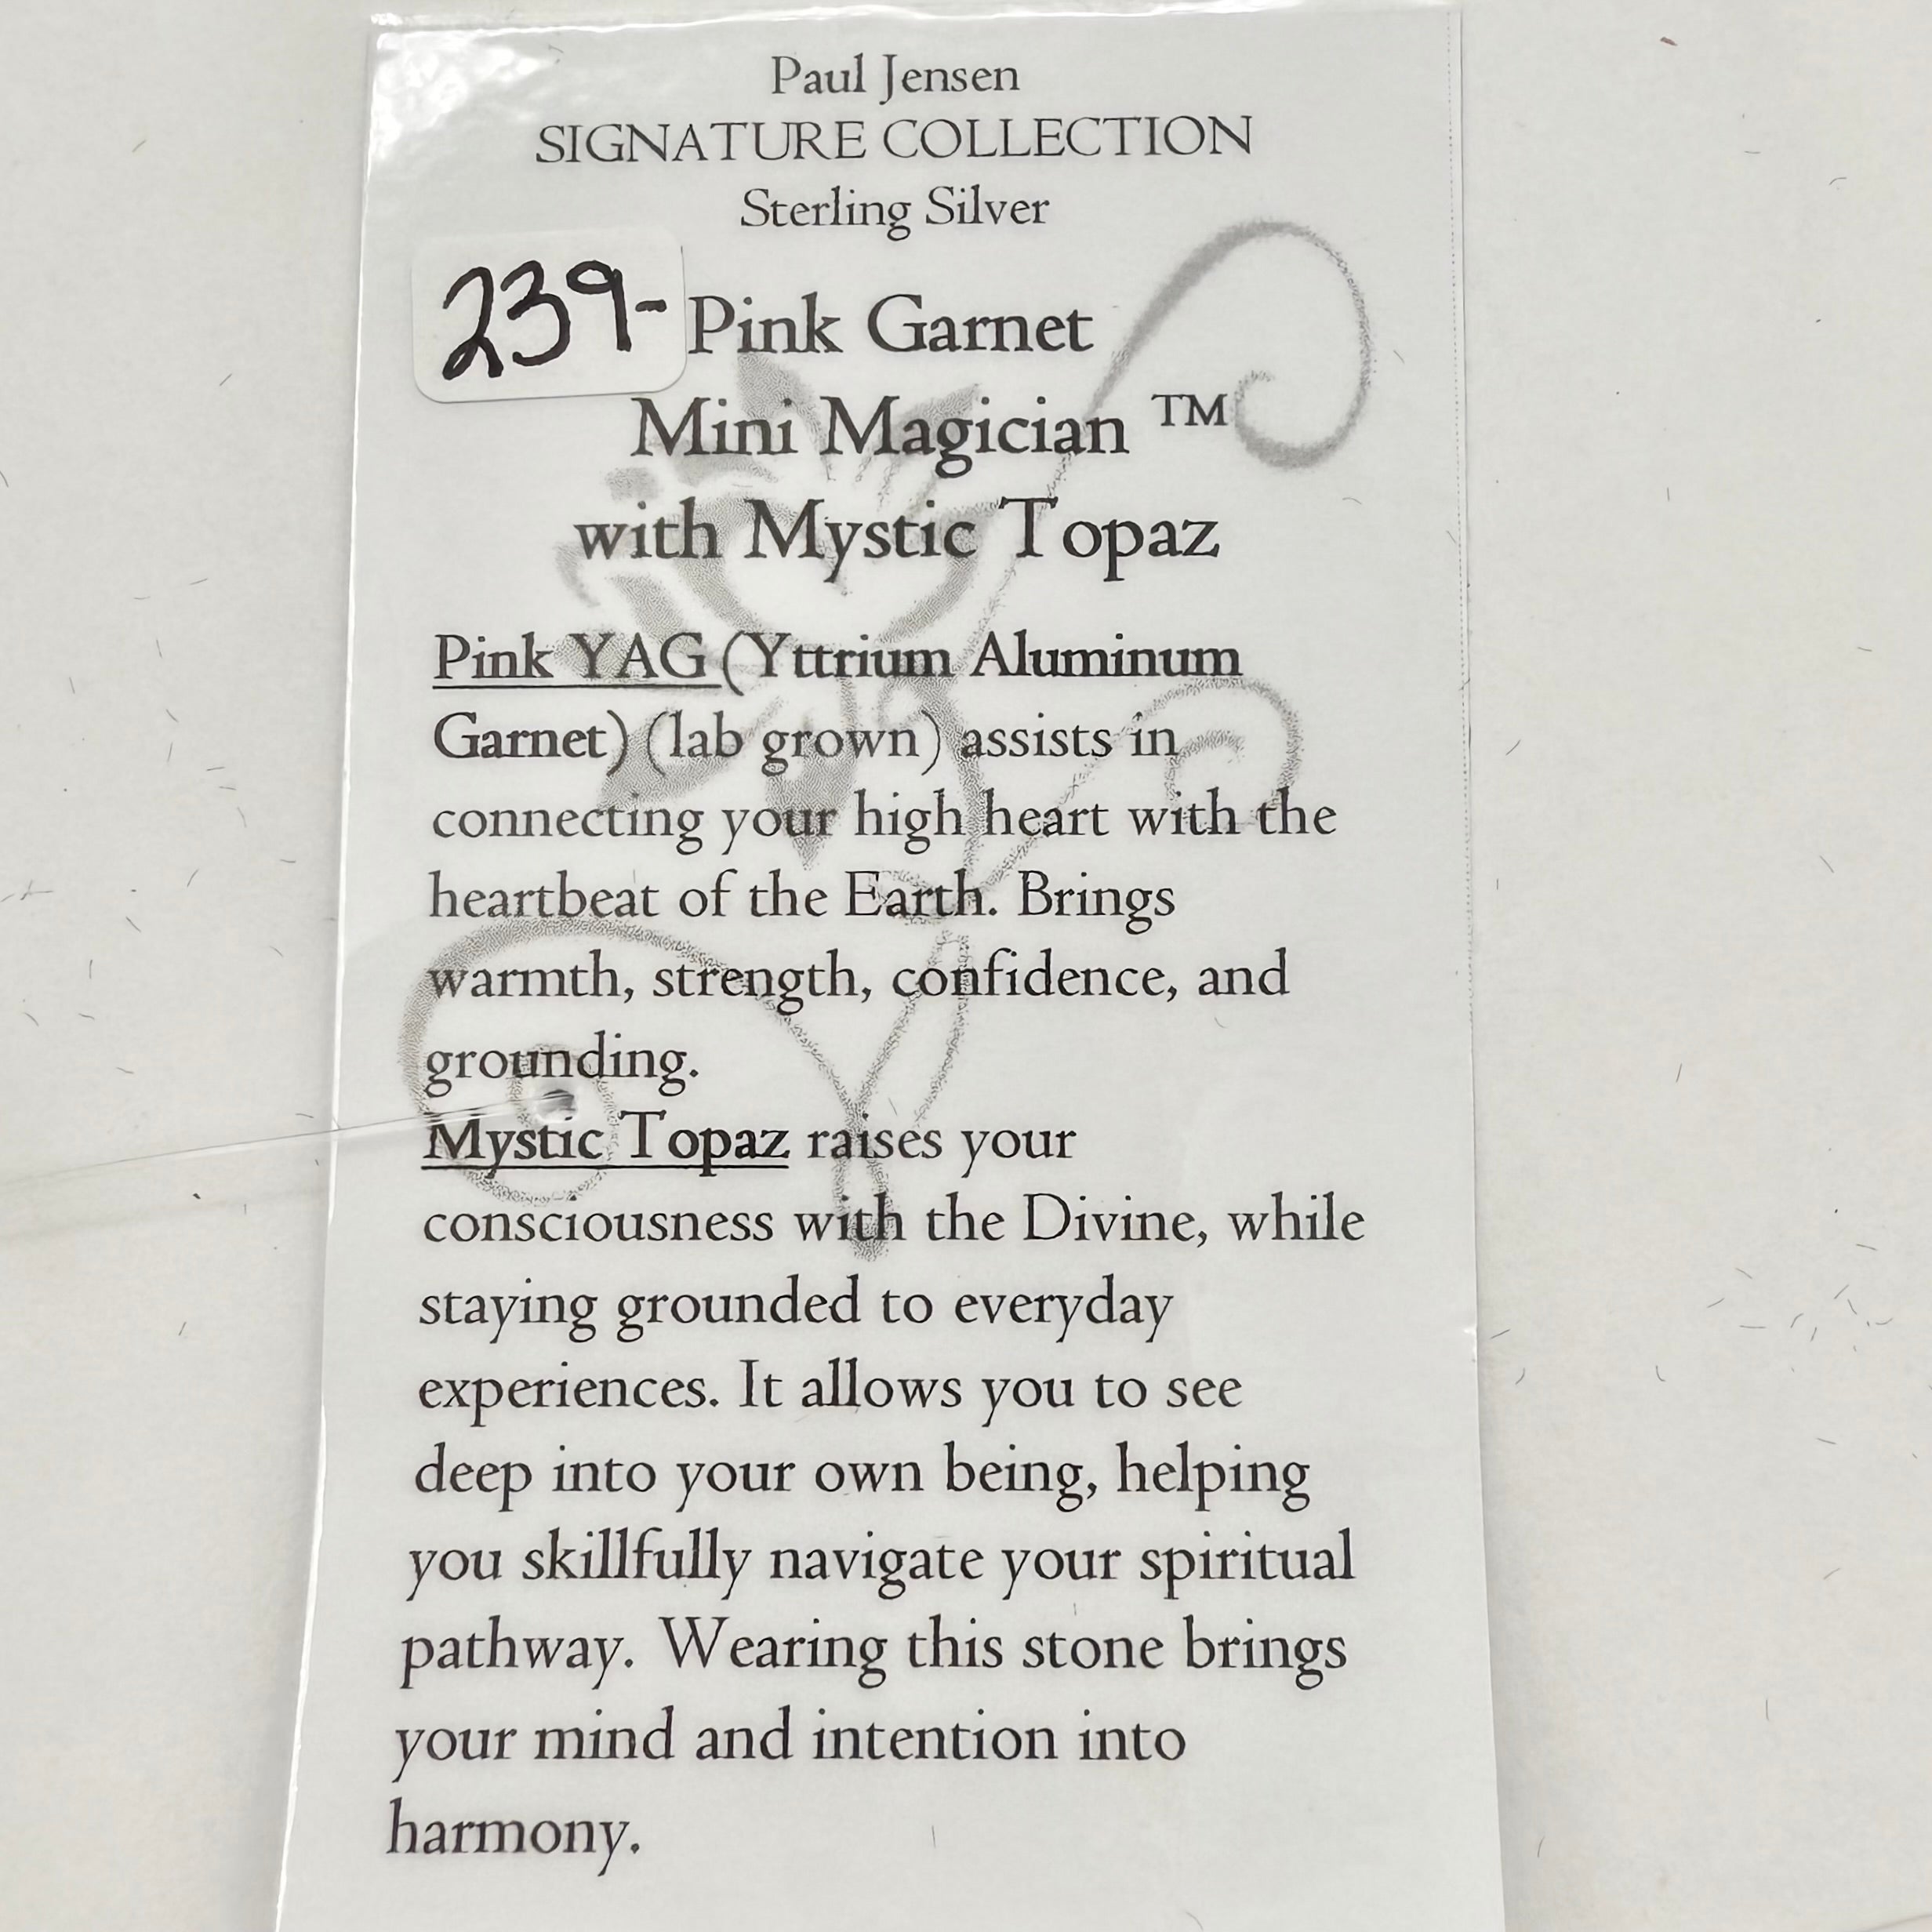 Paul Jensen
SIGNATURE COLLECTION
Sterling Silver
239- Pink Garnet
Mini Magician ™
with Mystic Topaz
Pink YAG (Yttrium Aluminum
Garnet) (lab grown) assists in
connecting your high heart with the
heartbeat of the Earth. Brings
warmth, strength, confidence, and
grounding.
Mystic Topaz raises your
consciousness with the Divine, while
staying grounded to everyday
experiences. It allows you to see
deep into your own being, helping
you skillfully navigate your spiritual
pathway. Wearing this stone brings
your mind and intention into
harmony.